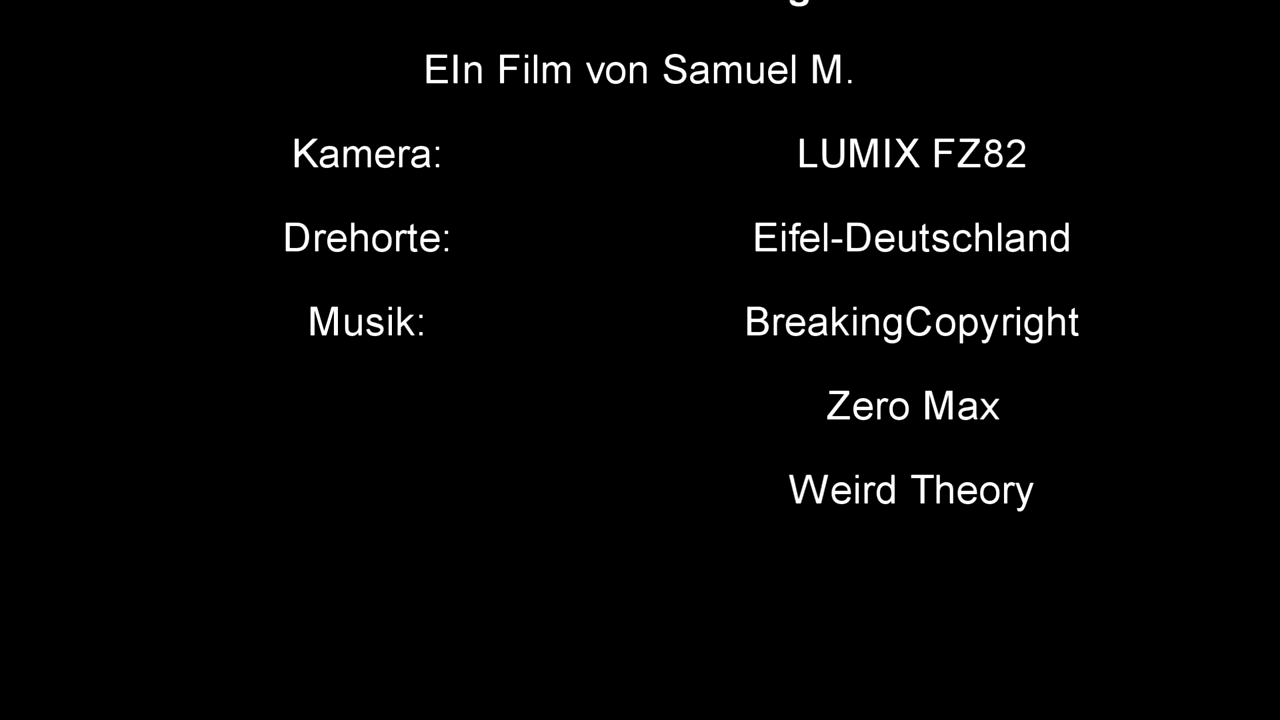 EIn Film von Samuel M.
Kamera: LUMIX FZ82
Drehorte: Eifel-Deutschland
Musik: BreakingCopyright
Zero Max
Weird Theory